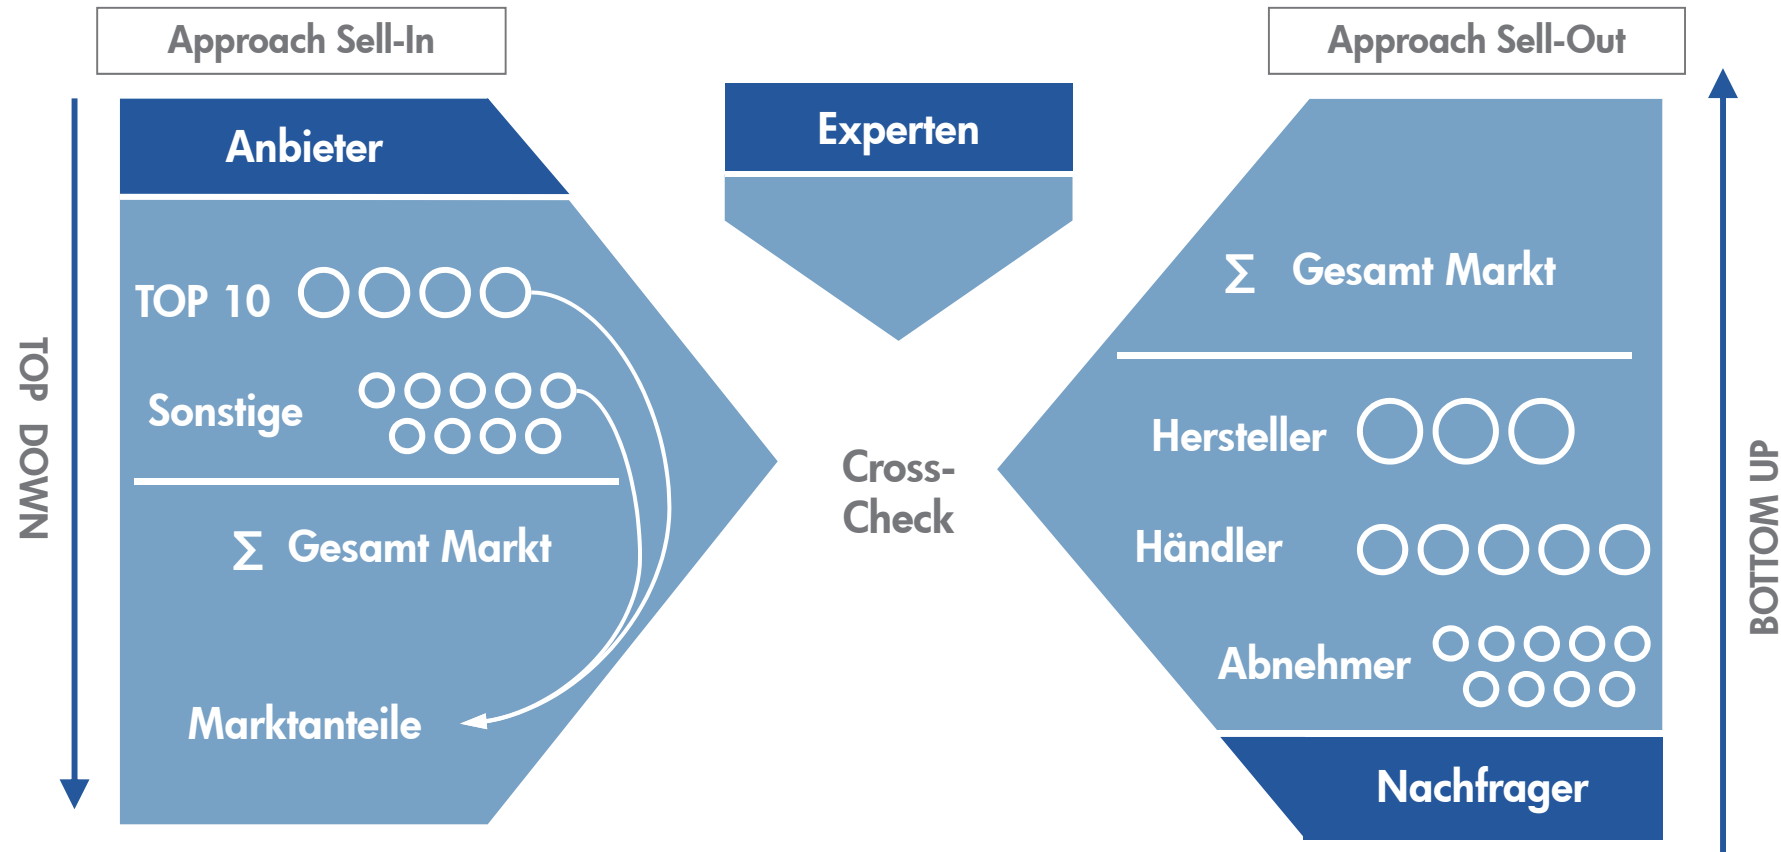 Approach Sell-In
TOP DOWN
Anbieter
TOP 10
Sonstige
Σ Gesamt Markt
Marktanteile
Experten
Cross-
Check
Approach Sell-Out
Σ Gesamt Markt
Hersteller
Händler
Abnehmer
Nachfrager
BOTTOM UP